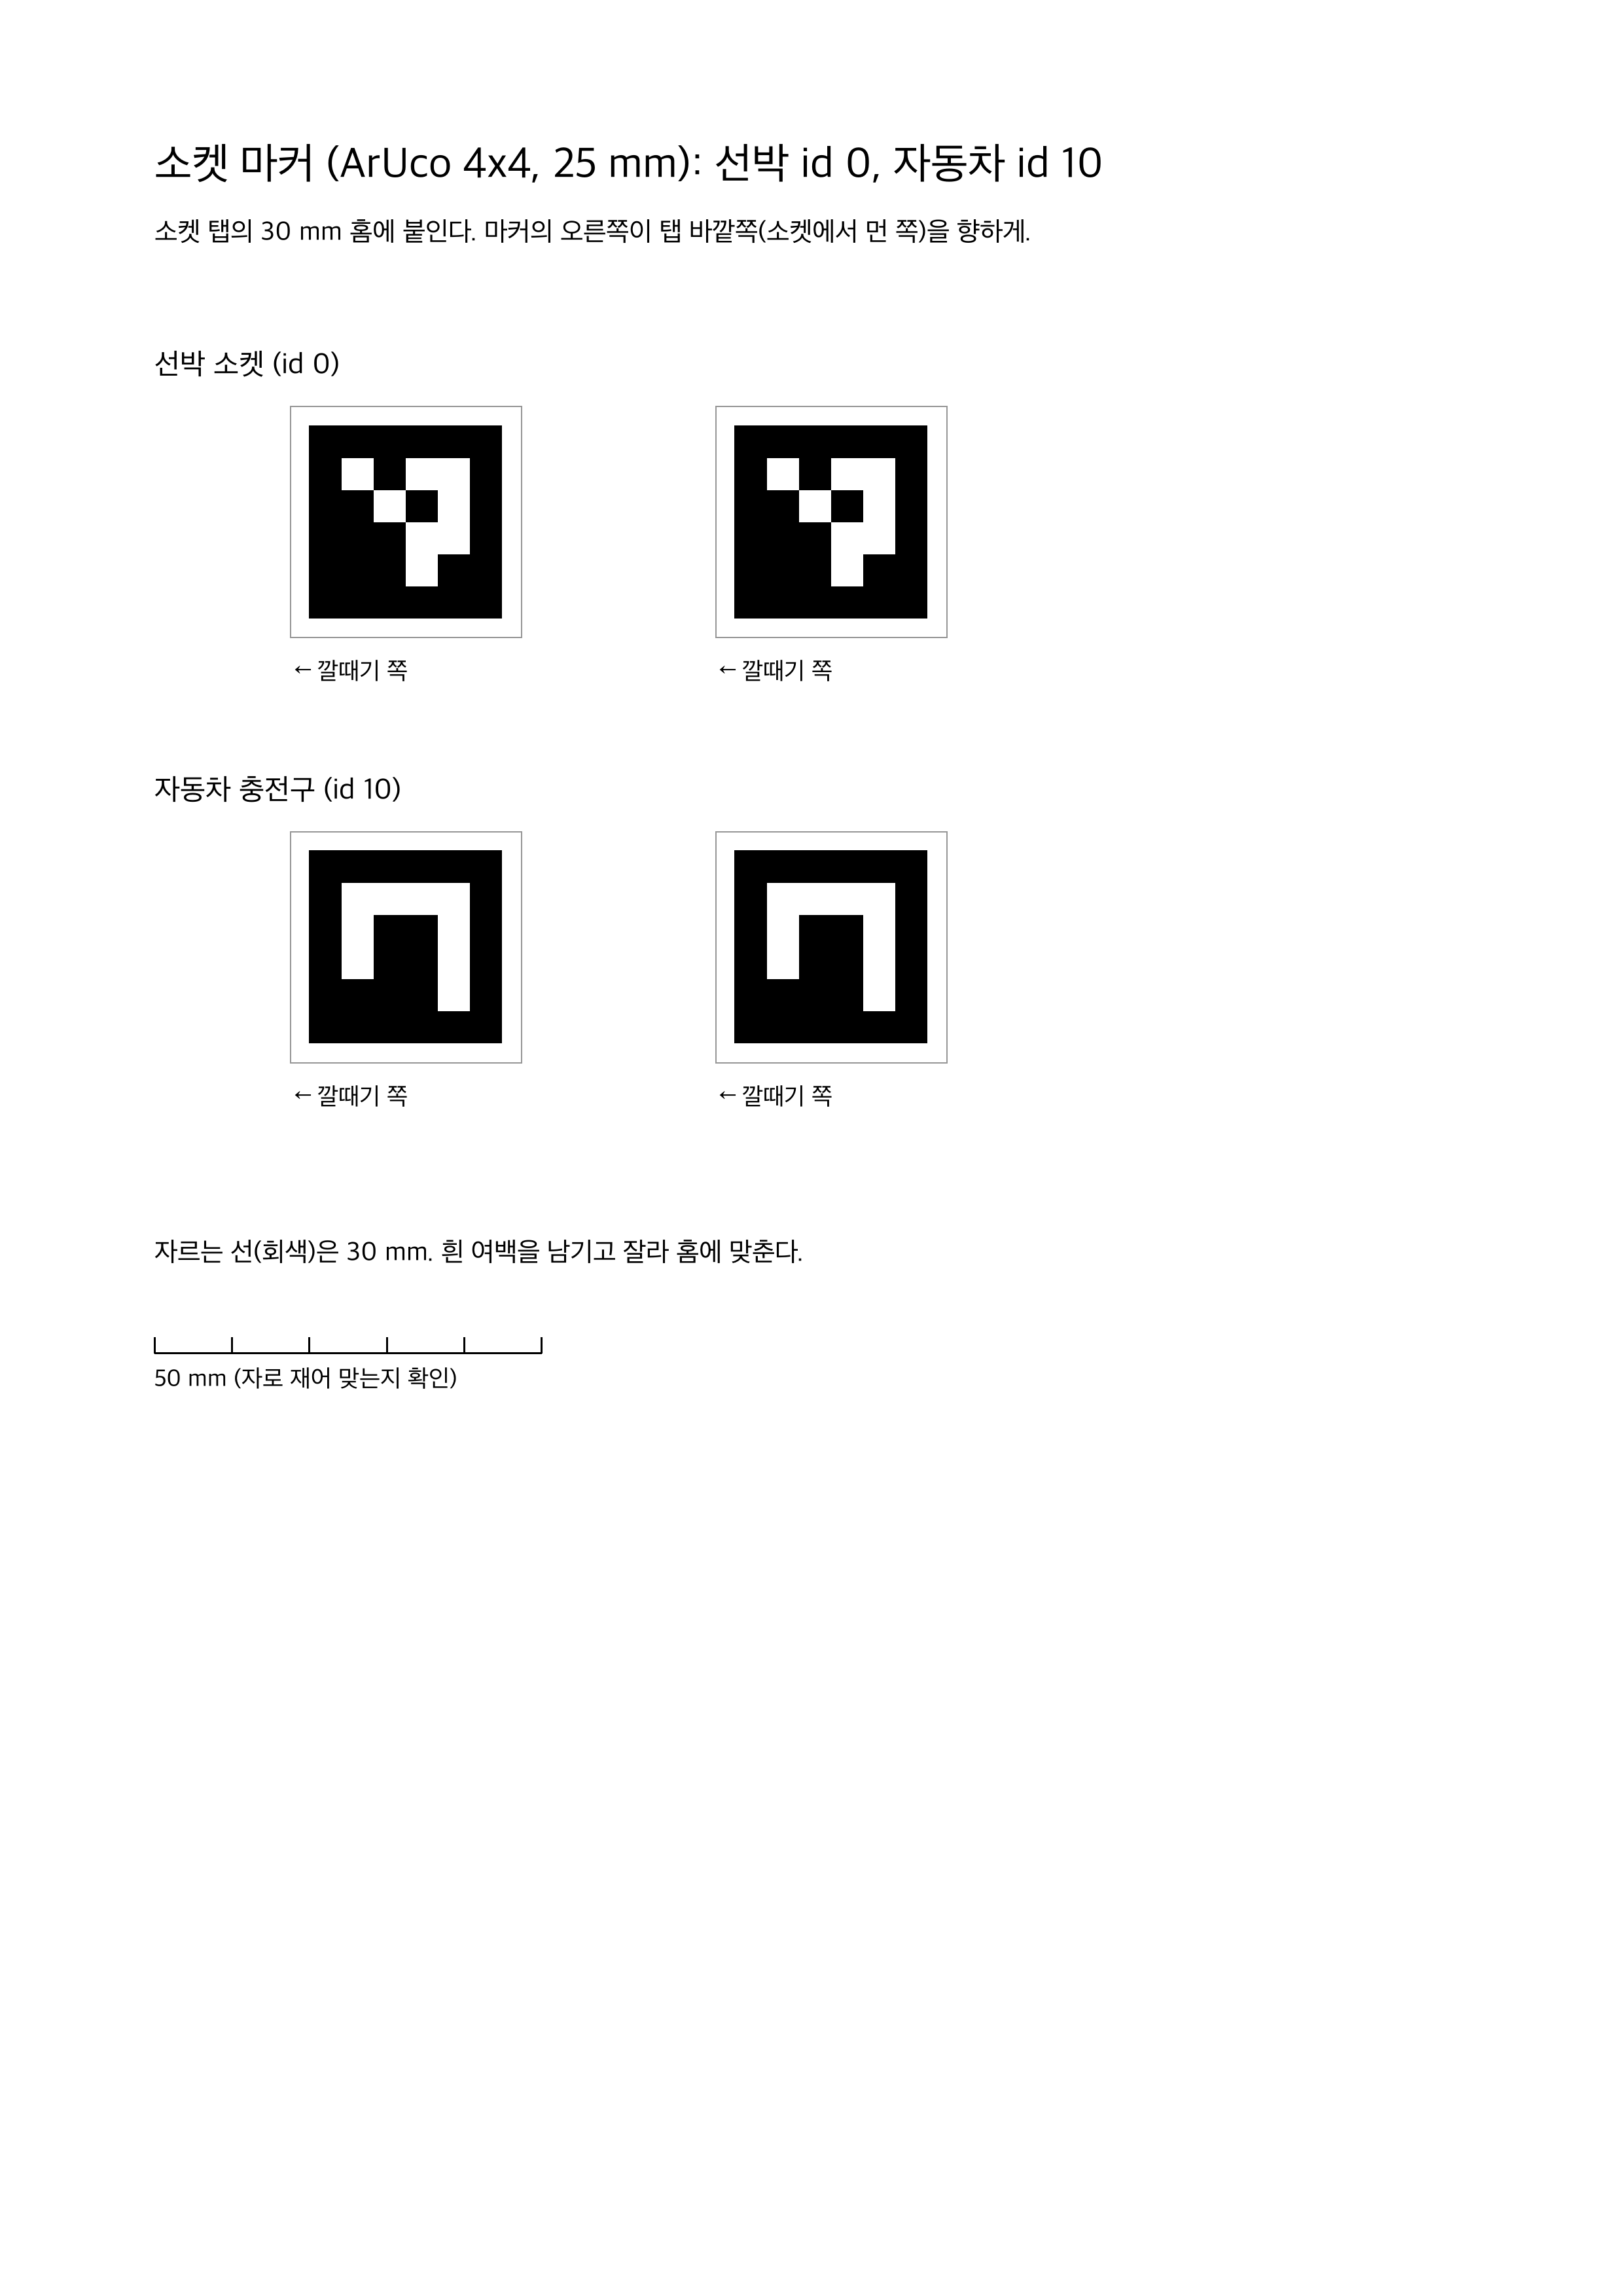 소켓 마커 (ArUco 4x4, 25 mm): 선박 id 0, 자동차 id 10
소켓 탭의 30 mm 홈에 붙인다. 마커의 오른쪽이 탭 바깥쪽(소켓에서 먼 쪽)을 향하게.
선박 소켓 (id 0)
← 깔때기 쪽
← 깔때기 쪽
자동차 충전구 (id 10)
← 깔때기 쪽
← 깔때기 쪽
자르는 선(회색)은 30 mm. 흰 여백을 남기고 잘라 홈에 맞춘다.
50 mm (자로 재어 맞는지 확인)